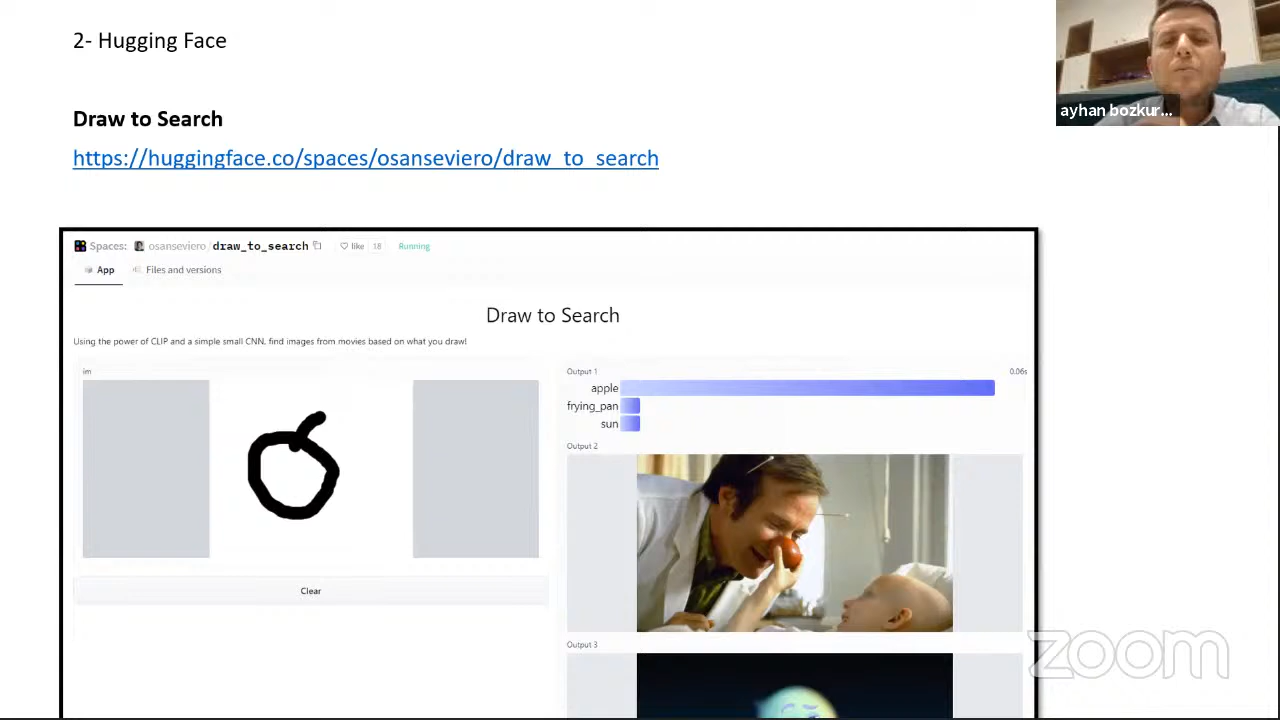 2- Hugging Face
ayhan bozkur...
Draw to Search
https://huggingface.co/spaces/osanseviero/draw_to_search
Spaces: osanseviero/draw_to_search like 18 Running
App Files and versions
Draw to Search
Using the power of CLIP and a simple small CNN, find images from movies based on what you draw!
im
Output 1 0.06s
apple
frying_pan
sun
Output 2
Clear
Output 3
zoom